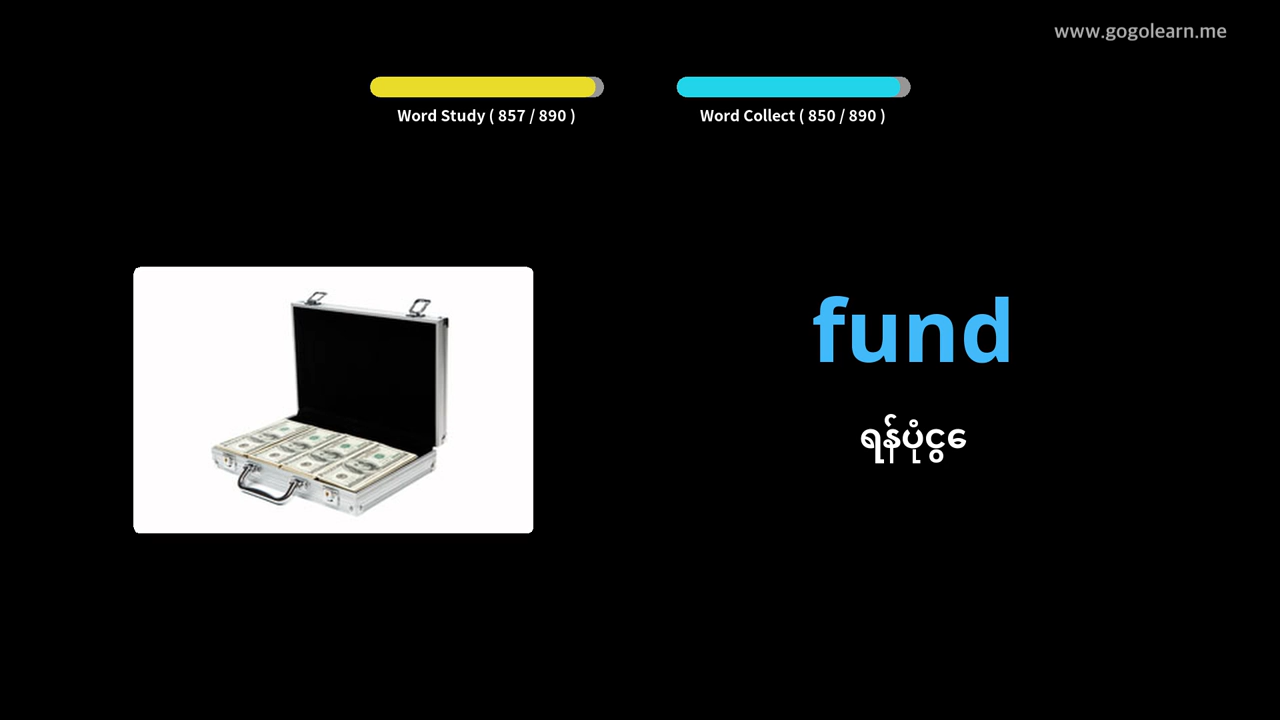 www.gogolearn.me
Word Study ( 857 / 890 )
Word Collect ( 850 / 890 )
fund
ရန်ပုံငွေ